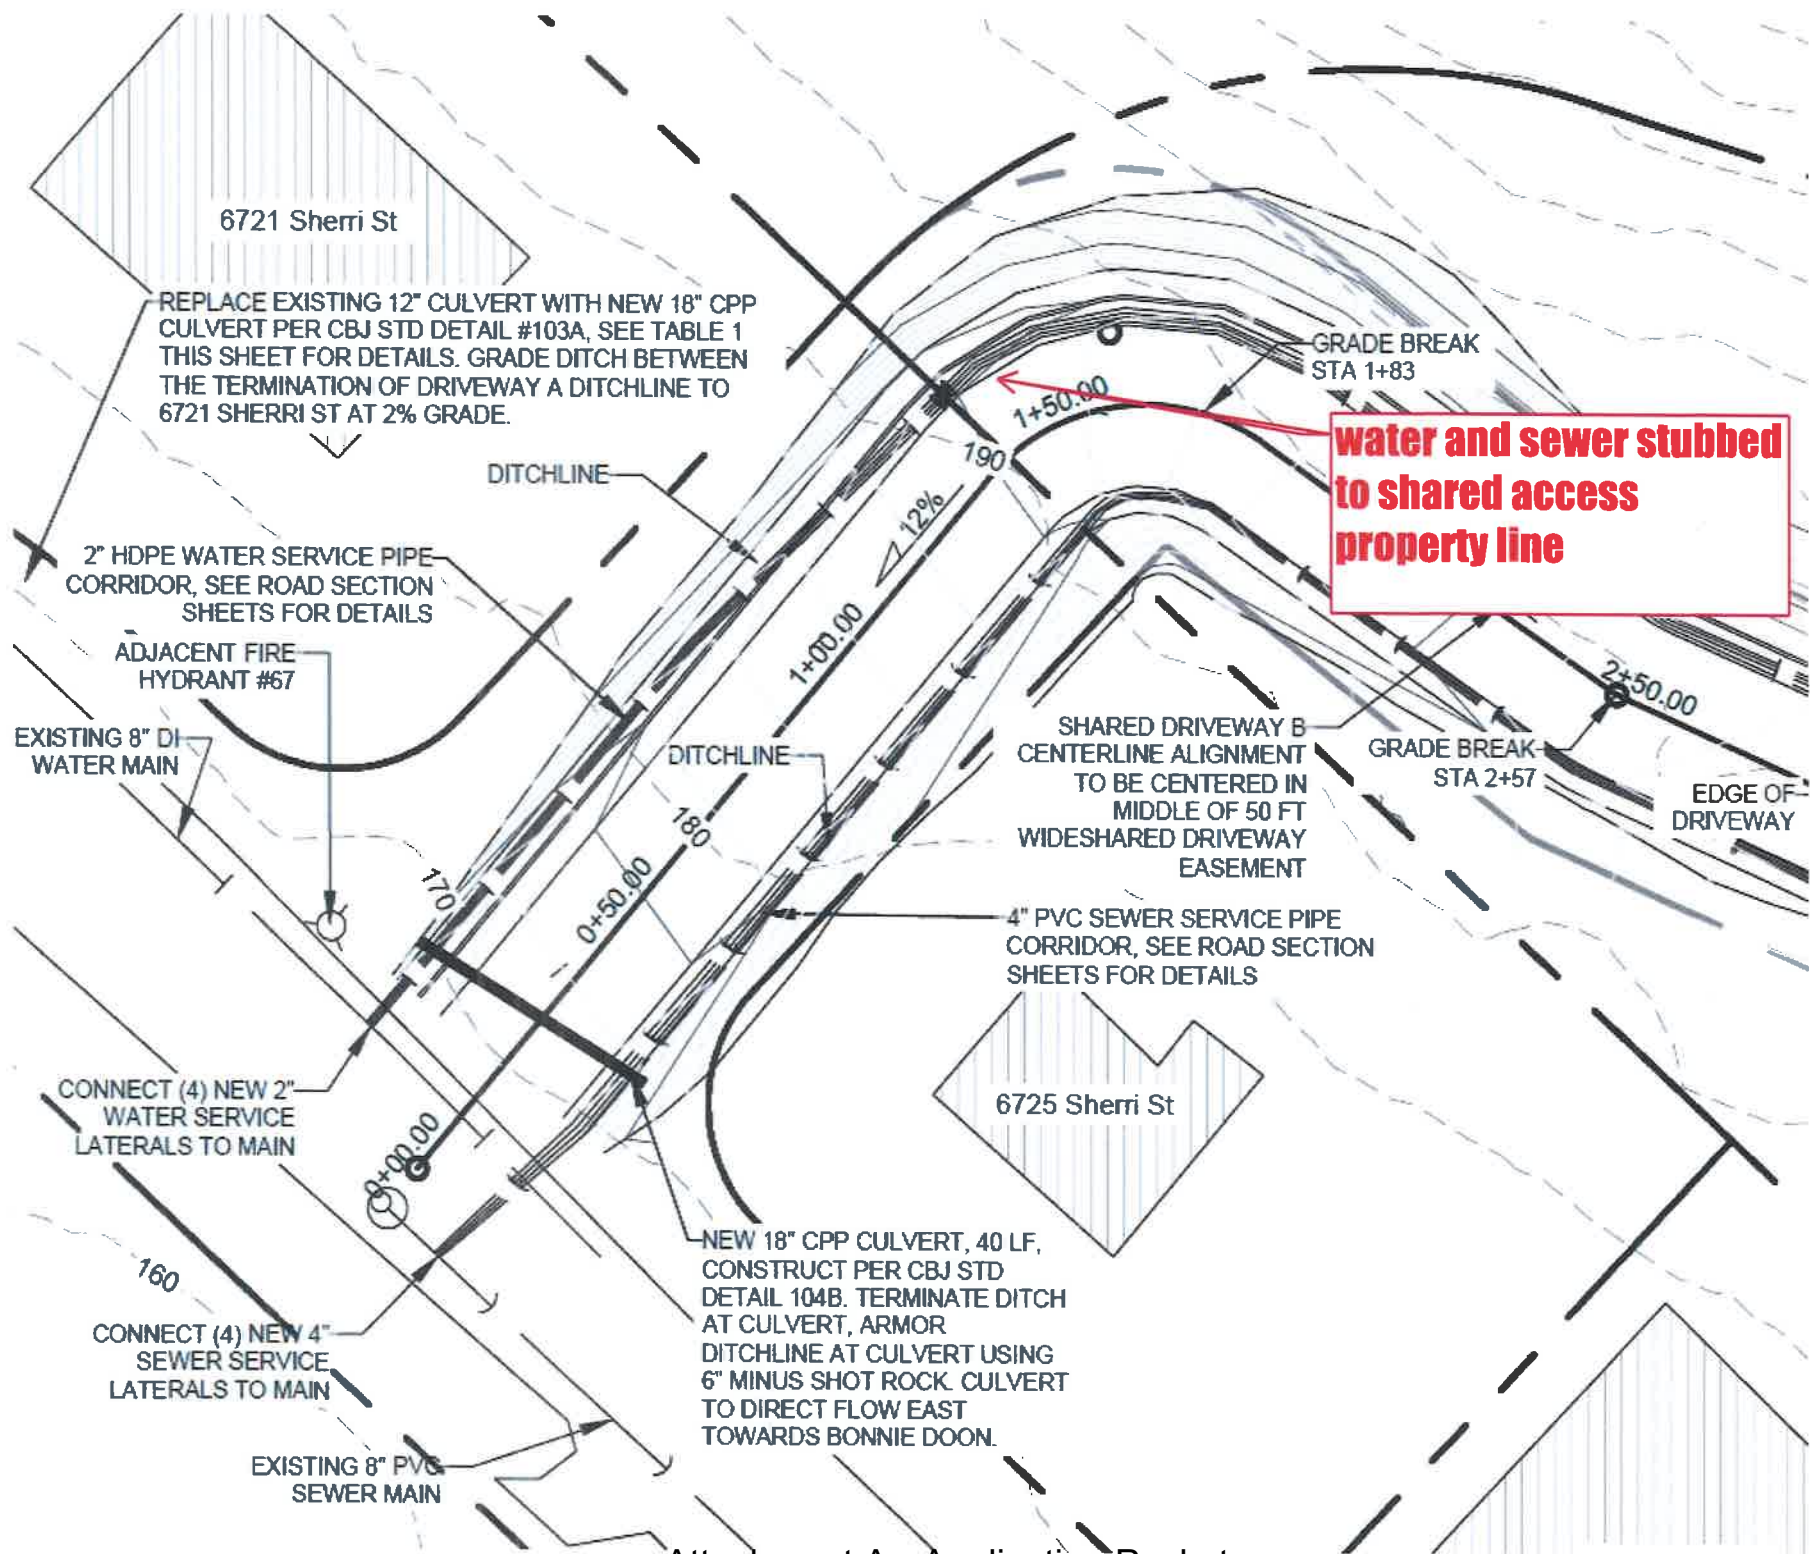 6721 Sherri St
REPLACE EXISTING 12" CULVERT WITH NEW 18" CPP
CULVERT PER CBJ STD DETAIL #103A, SEE TABLE 1
THIS SHEET FOR DETAILS. GRADE DITCH BETWEEN
THE TERMINATION OF DRIVEWAY A DITCHLINE TO
6721 SHERRI ST AT 2% GRADE.
GRADE BREAK
STA 1+83
1+50.00
water and sewer stubbed
to shared access
property line
190
DITCHLINE
12%
2" HDPE WATER SERVICE PIPE
CORRIDOR, SEE ROAD SECTION
SHEETS FOR DETAILS
1+00.00
ADJACENT FIRE
HYDRANT #67
2+50.00
EXISTING 8" DI
WATER MAIN
DITCHLINE
SHARED DRIVEWAY B
CENTERLINE ALIGNMENT
TO BE CENTERED IN
MIDDLE OF 50 FT
WIDESHARED DRIVEWAY
EASEMENT
GRADE BREAK
STA 2+57
EDGE OF
DRIVEWAY
180
170
0+50.00
4" PVC SEWER SERVICE PIPE
CORRIDOR, SEE ROAD SECTION
SHEETS FOR DETAILS
CONNECT (4) NEW 2"
WATER SERVICE
LATERALS TO MAIN
6725 Sherri St
0+00.00
160
NEW 18" CPP CULVERT, 40 LF,
CONSTRUCT PER CBJ STD
DETAIL 104B. TERMINATE DITCH
AT CULVERT, ARMOR
DITCHLINE AT CULVERT USING
6" MINUS SHOT ROCK. CULVERT
TO DIRECT FLOW EAST
TOWARDS BONNIE DOON.
CONNECT (4) NEW 4"
SEWER SERVICE
LATERALS TO MAIN
EXISTING 8" PVC
SEWER MAIN